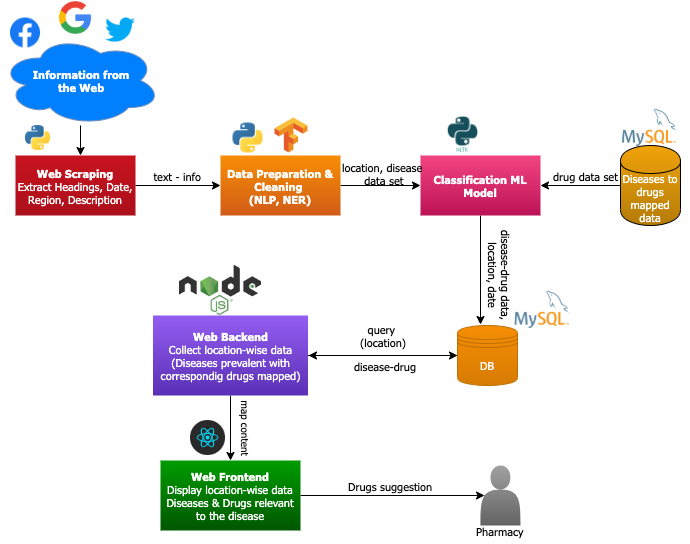 Information from
the Web
Web Scraping
Extract Headings, Date,
Region, Description
text - info
Data Preparation &
Cleaning
(NLP, NER)
location, disease
data set
NLTK
Classification ML
Model
drug data set
MySQL
Diseases to
drugs
mapped
data
disease-drug data,
location, date
MySQL
DB
query
(location)
disease-drug
node
JS
Web Backend
Collect location-wise data
(Diseases prevalent with
correspondig drugs mapped)
map content
Web Frontend
Display location-wise data
Diseases & Drugs relevant
to the disease
Drugs suggestion
Pharmacy